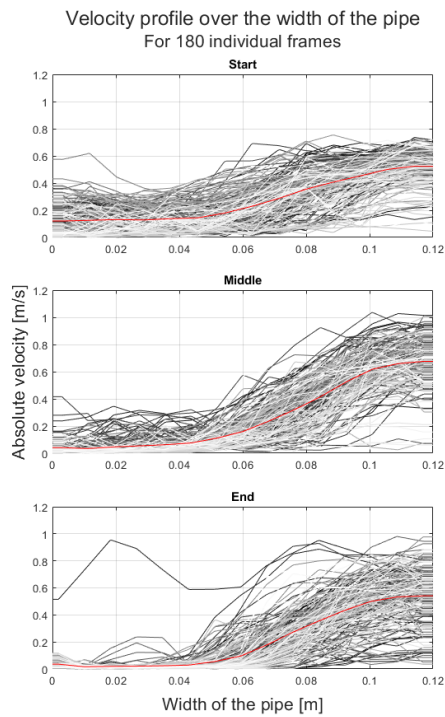 Velocity profile over the width of the pipe
For 180 individual frames
Start
1.2
1
0.8
0.6
0.4
0.2
0
0 0.02 0.04 0.06 0.08 0.1 0.12
Middle
1.2
1
0.8
0.6
0.4
0.2
0
0 0.02 0.04 0.06 0.08 0.1 0.12
Absolute velocity [m/s]
End
1.2
1
0.8
0.6
0.4
0.2
0
0 0.02 0.04 0.06 0.08 0.1 0.12
Width of the pipe [m]